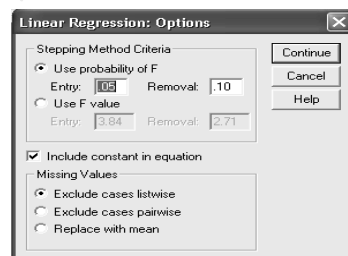 Linear Regression: Options
Stepping Method Criteria
Use probability of F
Entry: .05 Removal: .10
Use F value
Entry: 3.84 Removal: 2.71
Include constant in equation
Missing Values
Exclude cases listwise
Exclude cases pairwise
Replace with mean
Continue
Cancel
Help